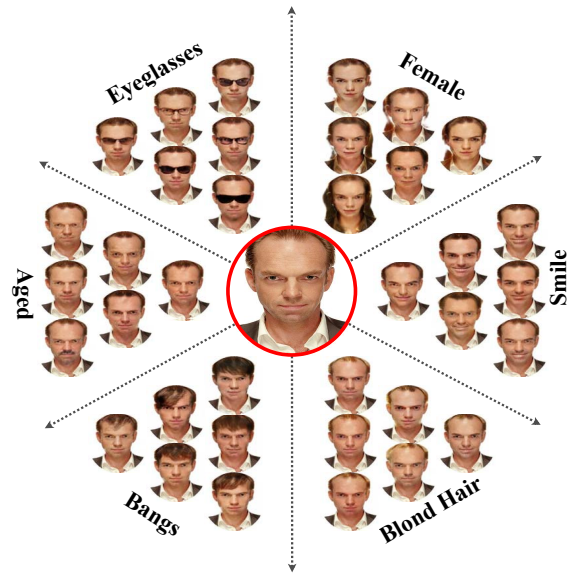 Eyeglasses
Female
Aged
Smile
Bangs
Blond Hair